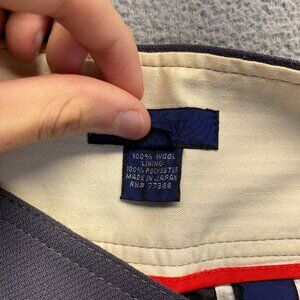 100% WOOL
LINING:
100% POLYESTER
MADE IN JAPAN
RN# 77388